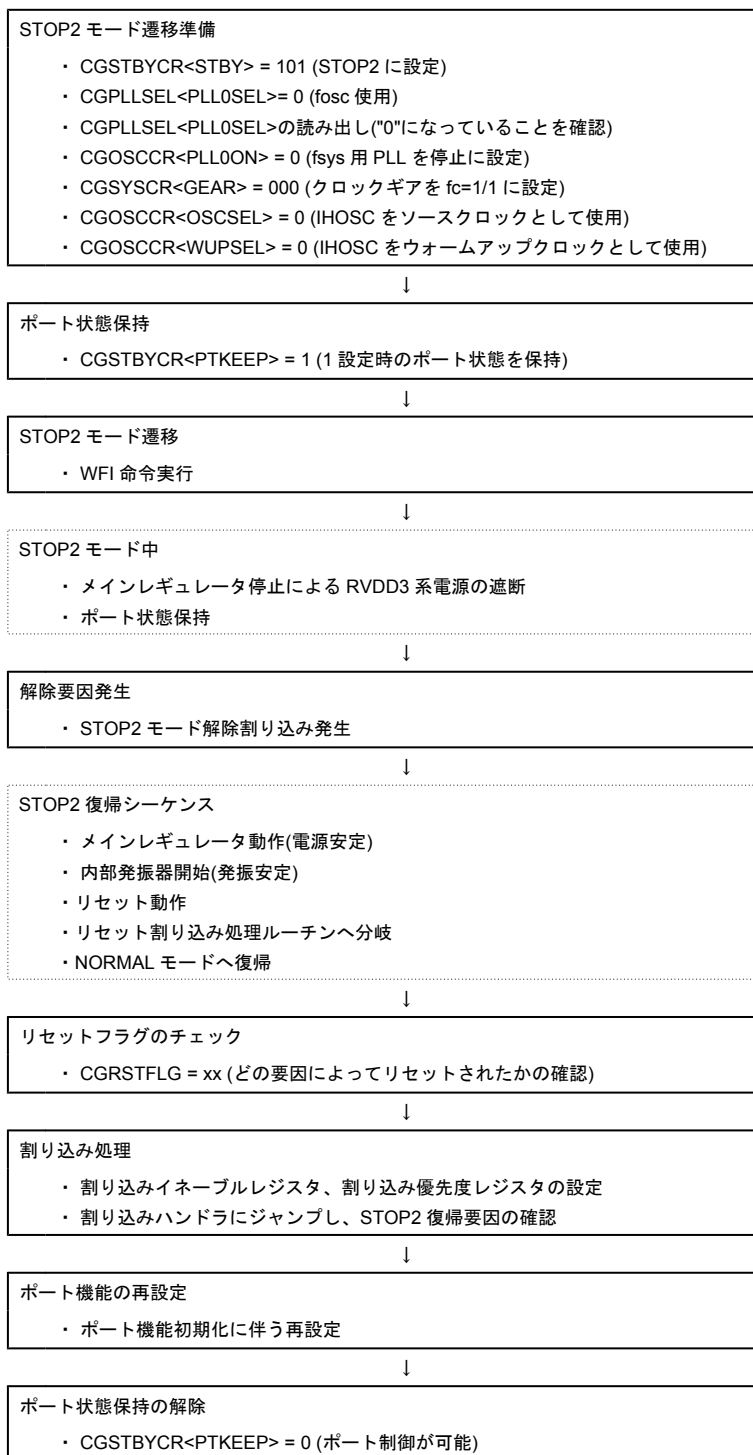 STOP2 モード遷移準備
・ CGSTBYCR<STBY> = 101 (STOP2 に設定)
・ CGPLLSEL<PLL0SEL>= 0 (fosc 使用)
・ CGPLLSEL<PLL0SEL>の読み出し("0"になっていることを確認)
・ CGOSCCR<PLL0ON> = 0 (fsys 用 PLL を停止に設定)
・ CGSYSCR<GEAR> = 000 (クロックギアを fc=1/1 に設定)
・ CGOSCCR<OSCSEL> = 0 (IHOSC をソースクロックとして使用)
・ CGOSCCR<WUPSEL> = 0 (IHOSC をウォームアップクロックとして使用)
↓
ポート状態保持
・ CGSTBYCR<PTKEEP> = 1 (1 設定時のポート状態を保持)
↓
STOP2 モード遷移
・ WFI 命令実行
↓
STOP2 モード中
・ メインレギュレータ停止による RVDD3 系電源の遮断
・ ポート状態保持
↓
解除要因発生
・ STOP2 モード解除割り込み発生
↓
STOP2 復帰シーケンス
・ メインレギュレータ動作(電源安定)
・ 内部発振器開始(発振安定)
・リセット動作
・リセット割り込み処理ルーチンへ分岐
・NORMAL モードへ復帰
↓
リセットフラグのチェック
・ CGRSTFLG = xx (どの要因によってリセットされたかの確認)
↓
割り込み処理
・ 割り込みイネーブルレジスタ、割り込み優先度レジスタの設定
・ 割り込みハンドラにジャンプし、STOP2 復帰要因の確認
↓
ポート機能の再設定
・ ポート機能初期化に伴う再設定
↓
ポート状態保持の解除
・ CGSTBYCR<PTKEEP> = 0 (ポート制御が可能)